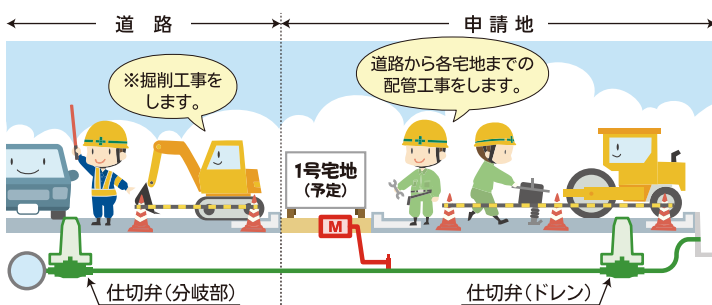 道 路
申 請 地
※掘削工事を
します。
道路から各宅地までの
配管工事をします。
1号宅地
(予定)
M
仕切弁(分岐部)
仕切弁(ドレン)